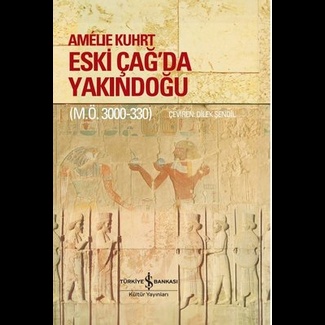 AMÉLIE KUHRT
ESKİ ÇAĞ'DA
YAKINDOĞU
(M.Ö. 3000-330)
ÇEVİREN: DİLEK ŞENDİL
TÜRKİYE İŞ BANKASI
Kültür Yayınları